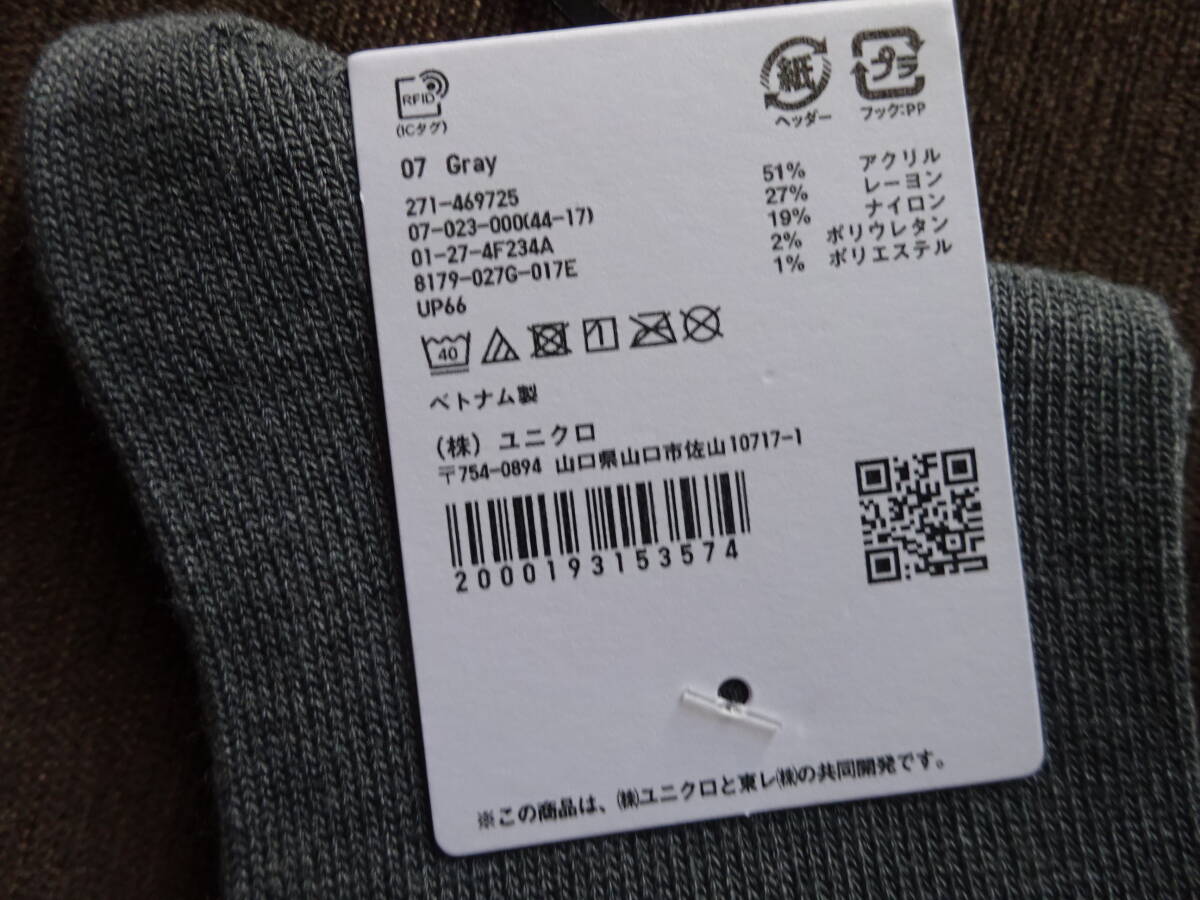 RFID
(ICタグ)
紙
ヘッダー
プラ
フック:PP
07 Gray
271-469725
07-023-000(44-17)
01-27-4F234A
8179-027G-017E
UP66
51% アクリル
27% レーヨン
19% ナイロン
2% ポリウレタン
1% ポリエステル
40
ベトナム製
(株) ユニクロ
〒754-0894 山口県山口市佐山10717-1
2000193153574
※この商品は、㈱ユニクロと東レ㈱の共同開発です。